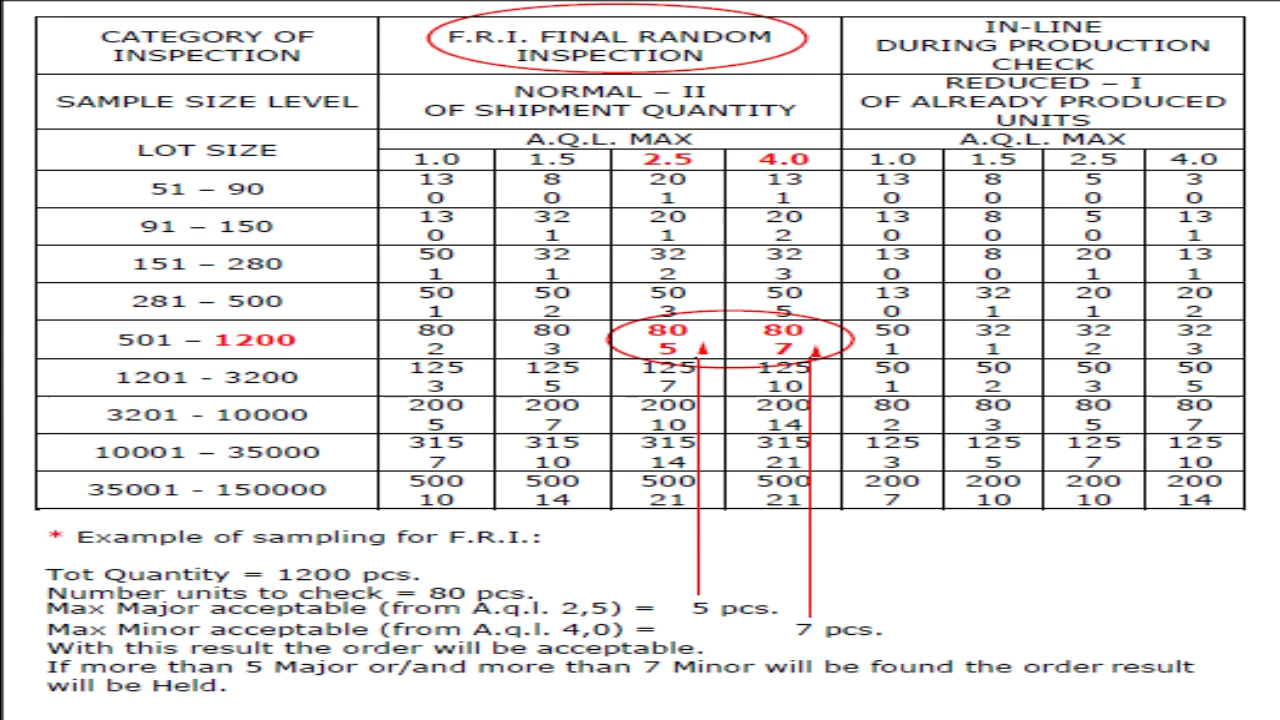 CATEGORY OF INSPECTION
F.R.I. FINAL RANDOM INSPECTION
IN-LINE DURING PRODUCTION CHECK
SAMPLE SIZE LEVEL
NORMAL – II OF SHIPMENT QUANTITY
REDUCED – I OF ALREADY PRODUCED UNITS
LOT SIZE
A.Q.L. MAX
A.Q.L. MAX
1.0 1.5 2.5 4.0 1.0 1.5 2.5 4.0
51 – 90
13 8 20 13 13 8 5 3
0 0 1 1 0 0 0 0
91 – 150
13 32 20 20 13 8 5 13
0 1 1 2 0 0 0 1
151 – 280
50 32 32 32 13 8 20 13
1 1 2 3 0 0 1 1
281 – 500
50 50 50 50 13 32 20 20
1 2 3 5 0 1 1 2
501 – 1200
80 80 80 80 50 32 32 32
2 3 5 7 1 1 2 3
1201 - 3200
125 125 125 125 50 50 50 50
3 5 7 10 1 2 3 5
3201 - 10000
200 200 200 200 80 80 80 80
5 7 10 14 2 3 5 7
10001 – 35000
315 315 315 315 125 125 125 125
7 10 14 21 3 5 7 10
35001 - 150000
500 500 500 500 200 200 200 200
10 14 21 21 7 10 10 14
* Example of sampling for F.R.I.:
Tot Quantity = 1200 pcs.
Number units to check = 80 pcs.
Max Major acceptable (from A.q.l. 2,5) = 5 pcs.
Max Minor acceptable (from A.q.l. 4,0) = 7 pcs.
With this result the order will be acceptable.
If more than 5 Major or/and more than 7 Minor will be found the order result
will be Held.